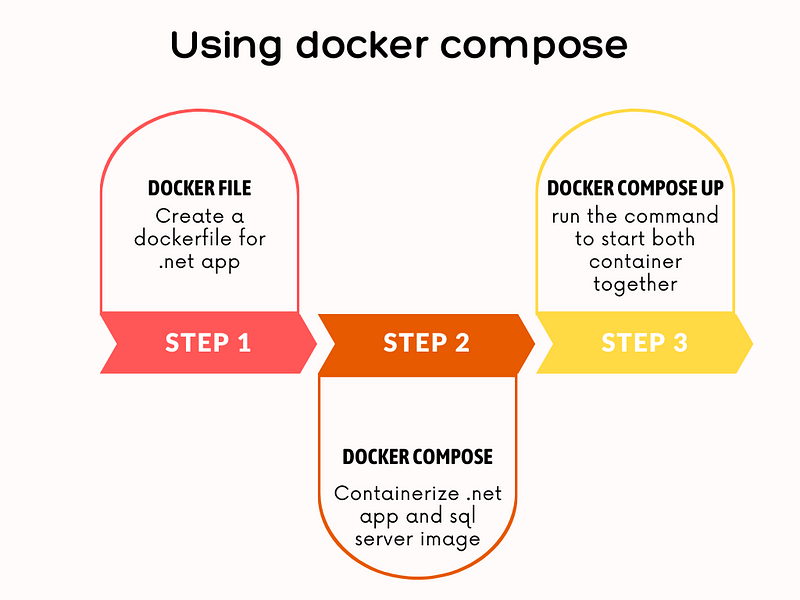 Using docker compose
DOCKER FILE
Create a
dockerfile for
.net app
STEP 1
STEP 2
DOCKER COMPOSE
Containerize .net
app and sql
server image
DOCKER COMPOSE UP
run the command
to start both
container
together
STEP 3